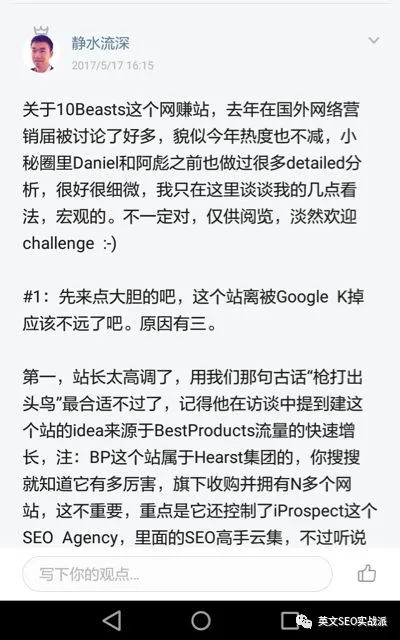 静水流深
2017/5/17 16:15
关于10Beasts这个网赚站，去年在国外网络营
销届被讨论了好多，貌似今年热度也不减，小
秘圈里Daniel和阿彪之前也做过很多detailed分
析，很好很细微，我只在这里谈谈我的几点看
法，宏观的。不一定对，仅供阅览，淡然欢迎
challenge :-)
#1：先来点大胆的吧，这个站离被Google K掉
应该不远了吧。原因有三。
第一，站长太高调了，用我们那句古话“枪打出
头鸟”最合适不过了，记得他在访谈中提到建这
个站的idea来源于BestProducts流量的快速增
长，注：BP这个站属于Hearst集团的，你搜搜
就知道它有多厉害，旗下收购并拥有N多个网
站，这不重要，重点是它还控制了iProspect这个
SEO Agency，里面的SEO高手云集，不过听说
写下你的观点...
英文SEO实战派